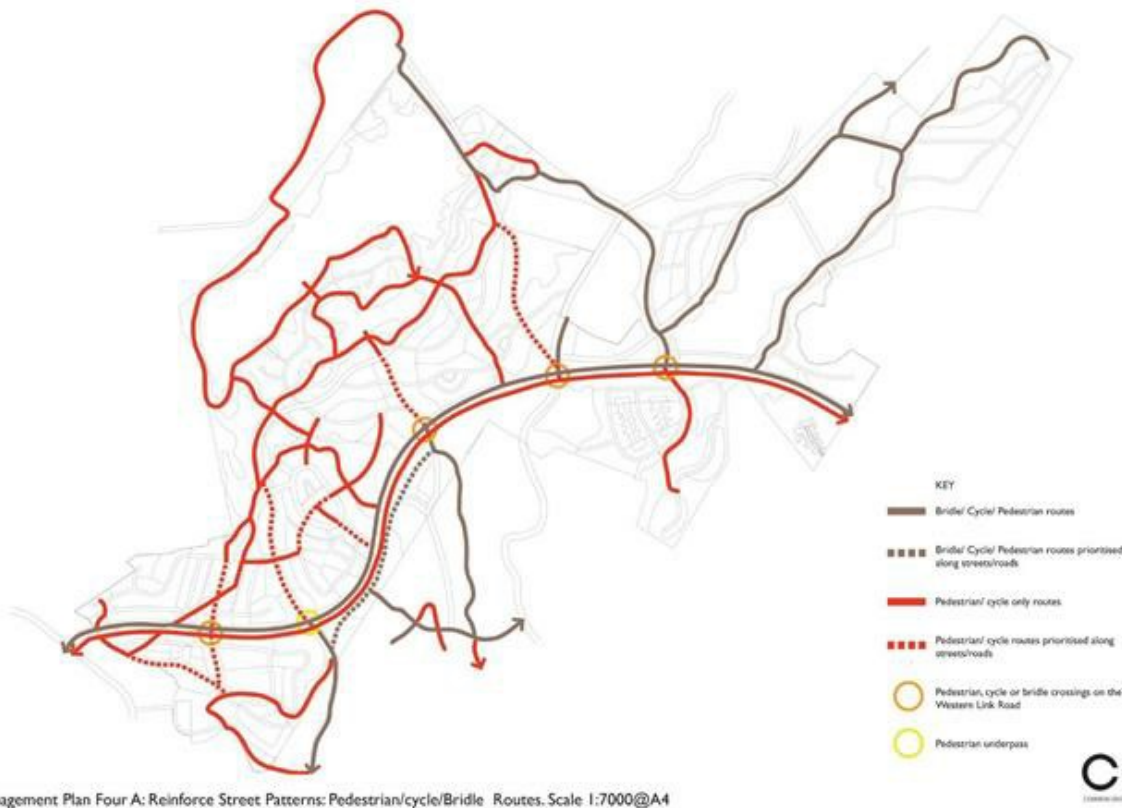 KEY
Bridle/ Cycle/ Pedestrian routes
Bridle/ Cycle/ Pedestrian routes prioritised
along streets/roads
Pedestrian/ cycle only routes
Pedestrian/ cycle routes prioritised along
streets/roads
Pedestrian, cycle or bridle crossings on the
Western Link Road
Pedestrian underpass
agement Plan Four A: Reinforce Street Patterns: Pedestrian/cycle/Bridle Routes. Scale 1:7000@A4